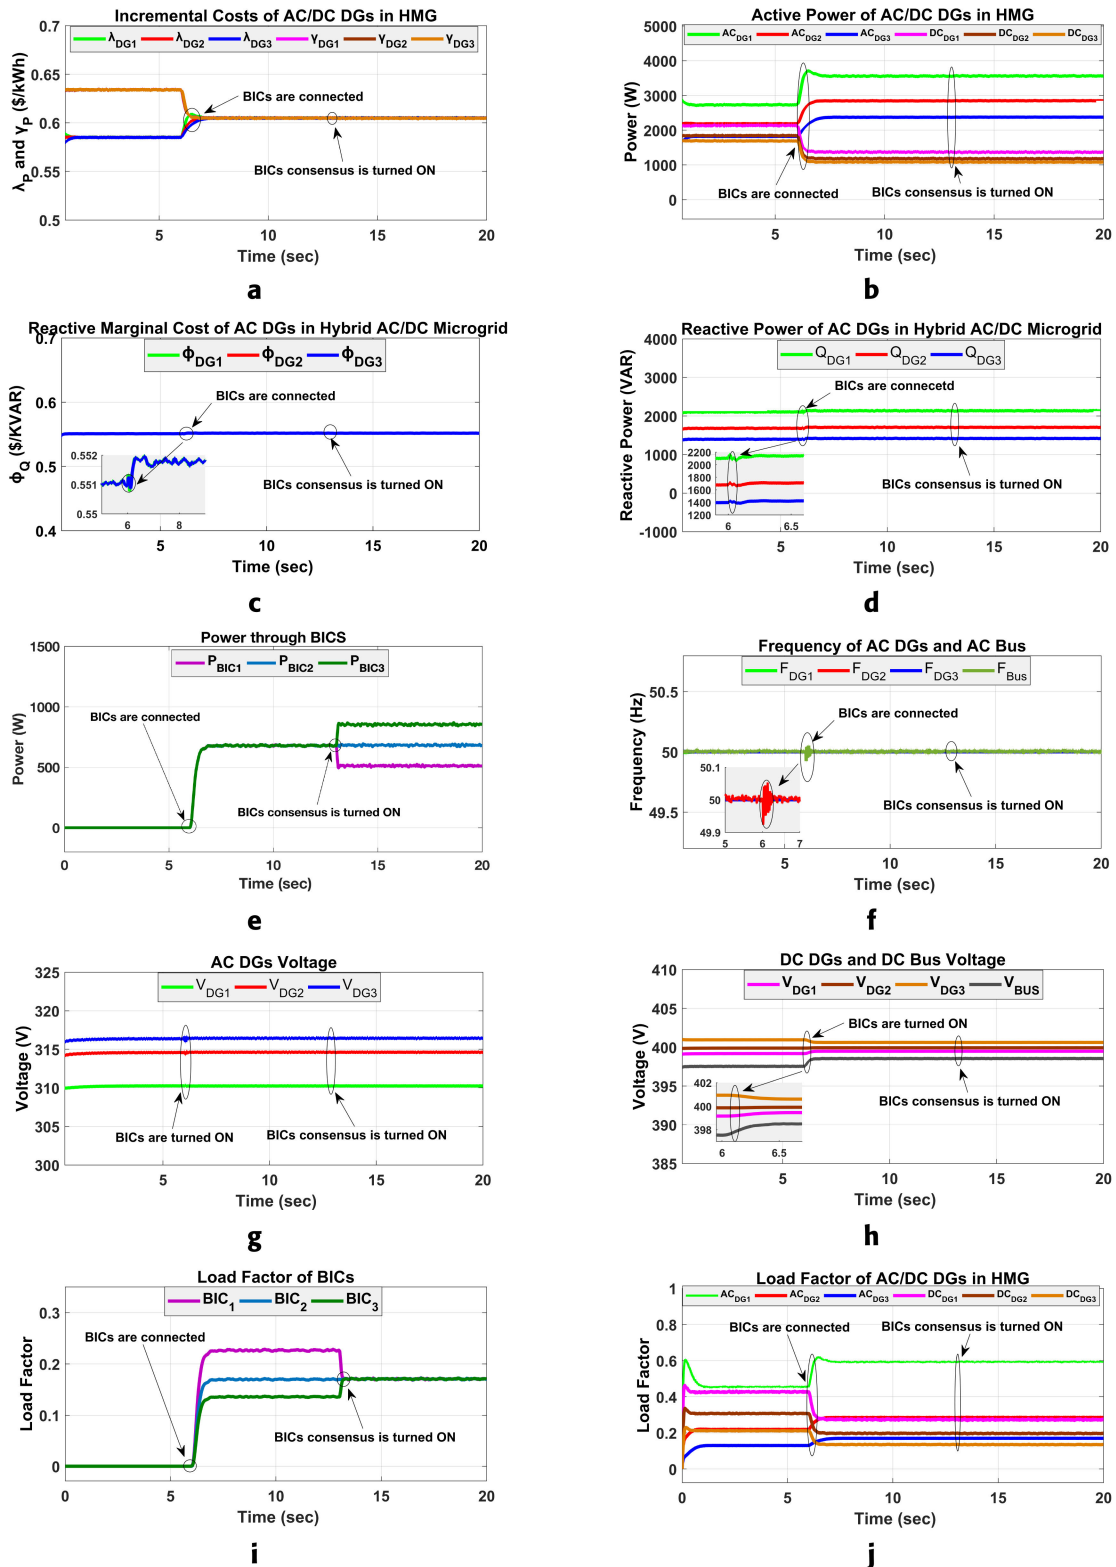 Incremental Costs of AC/DC DGs in HMG
λDG1 λDG2 λDG3 γDG1 γDG2 γDG3
λP and γP ($/kWh)
0.7
0.65
0.6
0.55
0.5
BICs are connected
BICs consensus is turned ON
5 10 15 20
Time (sec)
a
Active Power of AC/DC DGs in HMG
ACDG1 ACDG2 ACDG3 DCDG1 DCDG2 DCDG3
Power (W)
5000
4000
3000
2000
1000
0
BICs are connected
BICs consensus is turned ON
5 10 15 20
Time (sec)
b
Reactive Marginal Cost of AC DGs in Hybrid AC/DC Microgrid
ΦDG1 ΦDG2 ΦDG3
ΦQ ($/KVAR)
0.7
0.6
0.5
0.4
BICs are connected
BICs consensus is turned ON
0.552
0.551
0.55
6 8
5 10 15 20
Time (sec)
c
Reactive Power of AC DGs in Hybrid AC/DC Microgrid
QDG1 QDG2 QDG3
Reactive Power (VAR)
4000
3000
2000
1000
0
-1000
BICs are connecetd
BICs consensus is turned ON
2200
2000
1800
1600
1400
1200
6 6.5
5 10 15 20
Time (sec)
d
Power through BICS
PBIC1 PBIC2 PBIC3
Power (W)
1500
1000
500
0
BICs are connected
BICs consensus is turned ON
0 5 10 15 20
Time (sec)
e
Frequency of AC DGs and AC Bus
FDG1 FDG2 FDG3 FBus
Frequency (Hz)
50.5
50
49.5
BICs are connected
BICs consensus is turned ON
50.1
50
49.9
5 6 7
5 10 15 20
Time (sec)
f
AC DGs Voltage
VDG1 VDG2 VDG3
Voltage (V)
325
320
315
310
305
300
BICs are turned ON
BICs consensus is turned ON
5 10 15 20
Time (sec)
g
DC DGs and DC Bus Voltage
VDG1 VDG2 VDG3 VBUS
Voltage (V)
410
405
400
395
390
385
BICs are turned ON
BICs consensus is turned ON
402
400
398
6 6.5
5 10 15 20
Time (sec)
h
Load Factor of BICs
BIC1 BIC2 BIC3
Load Factor
0.3
0.2
0.1
0
BICs are connected
BICs consensus is turned ON
0 5 10 15 20
Time (sec)
i
Load Factor of AC/DC DGs in HMG
ACDG1 ACDG2 ACDG3 DCDG1 DCDG2 DCDG3
Load Factor
1
0.8
0.6
0.4
0.2
0
BICs are connected
BICs consensus is turned ON
0 5 10 15 20
Time (sec)
j